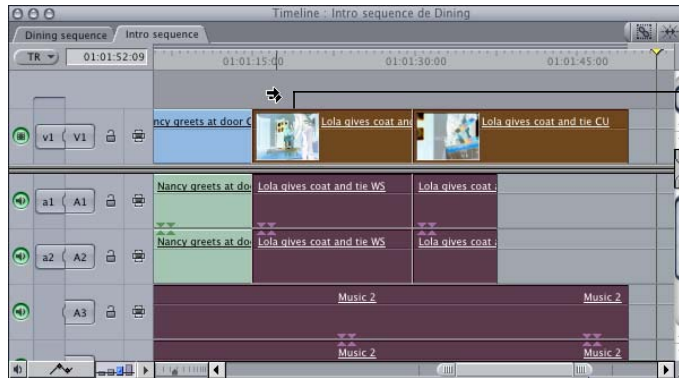 Timeline : Intro sequence de Dining
Dining sequence Intro sequence
TR 01:01:52:09
01:01:15:00 01:01:30:00 01:01:45:00
v1 V1
ncy greets at door C Lola gives coat and Lola gives coat and tie CU
a1 A1
Nancy greets at do Lola gives coat and tie WS Lola gives coat a
a2 A2
Nancy greets at do Lola gives coat and tie WS Lola gives coat a
A3
Music 2 Music 2
Music 2 Music 2